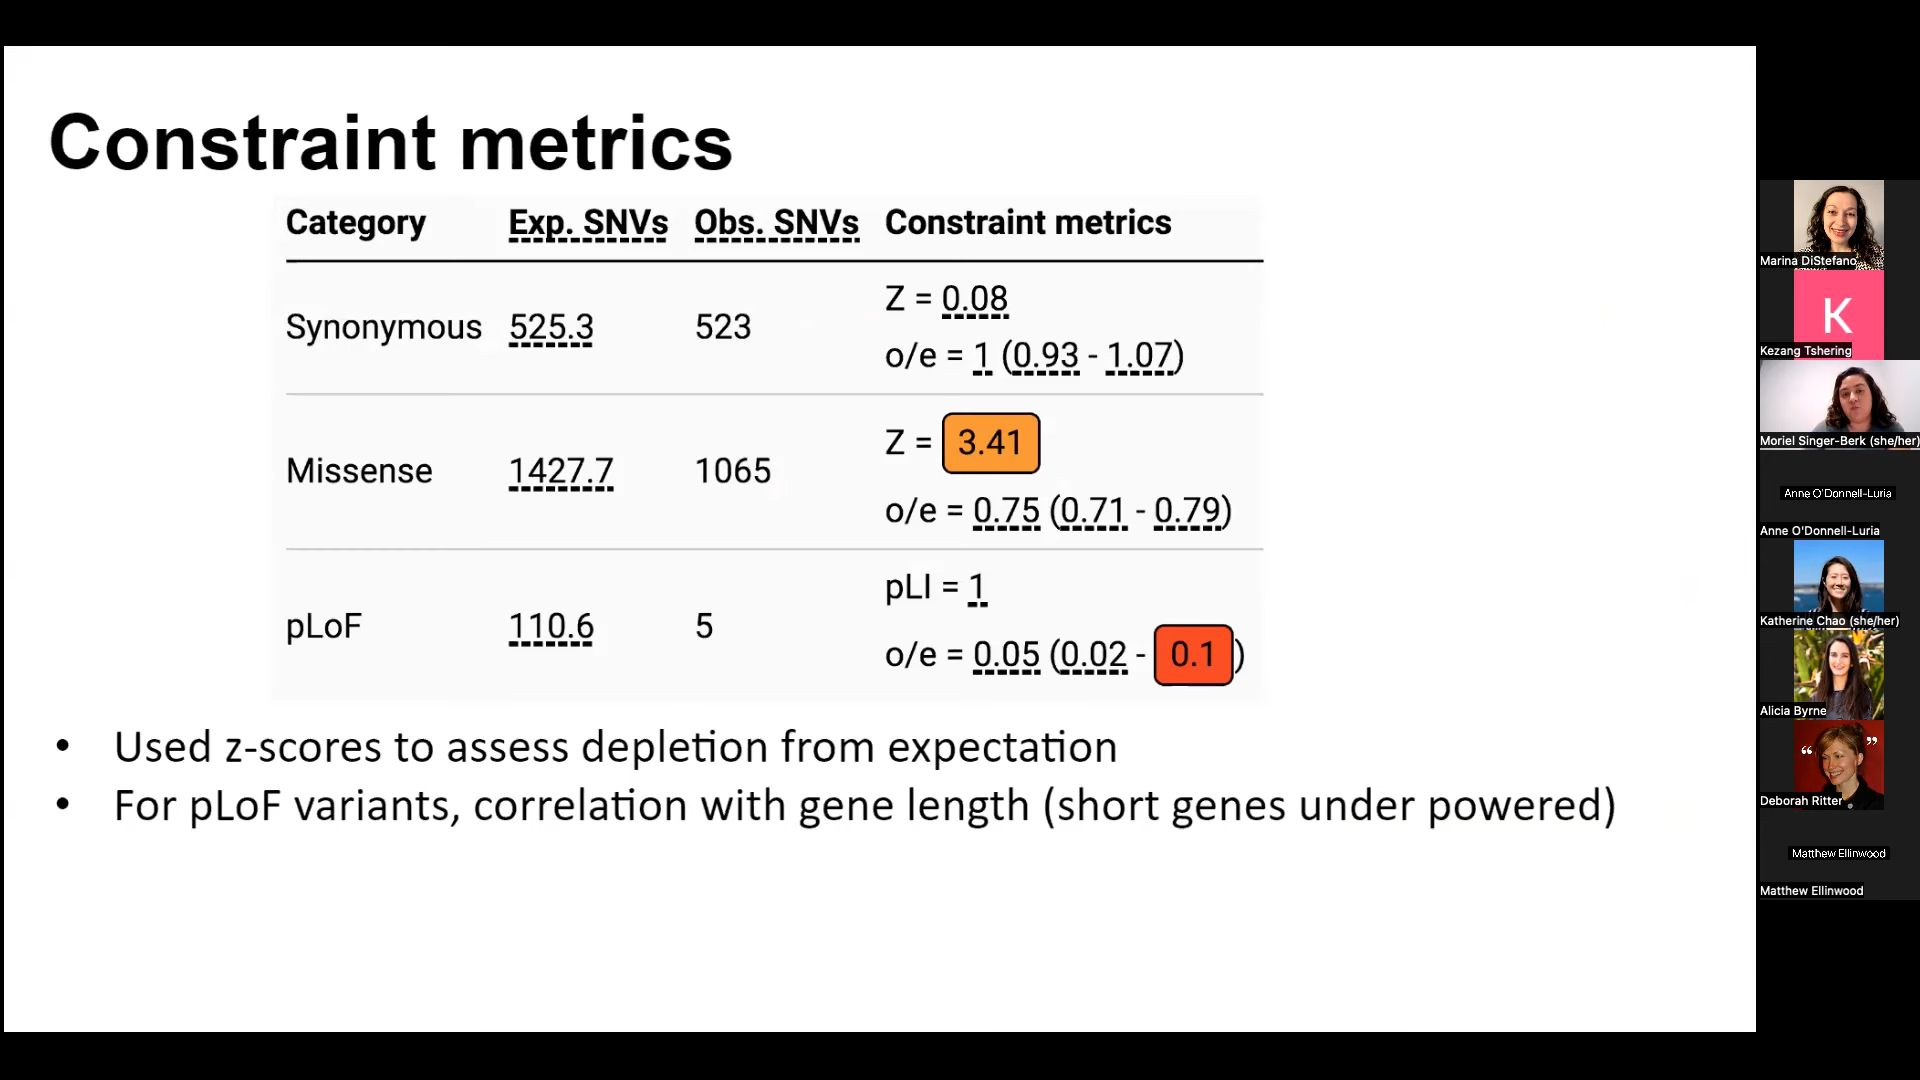 Constraint metrics
Category Exp. SNVs Obs. SNVs Constraint metrics
Synonymous 525.3 523 Z = 0.08
o/e = 1 (0.93 - 1.07)
Missense 1427.7 1065 Z = 3.41
o/e = 0.75 (0.71 - 0.79)
pLoF 110.6 5 pLI = 1
o/e = 0.05 (0.02 - 0.1)
• Used z-scores to assess depletion from expectation
• For pLoF variants, correlation with gene length (short genes under powered)
Marina DiStefano
K
Kezang Tshering
Moriel Singer-Berk (she/her)
Anne O'Donnell-Luria
Anne O'Donnell-Luria
Katherine Chao (she/her)
Alicia Byrne
“ ”
Deborah Ritter
Matthew Ellinwood
Matthew Ellinwood